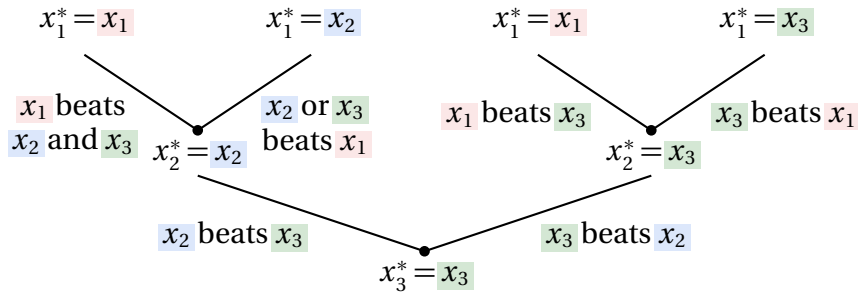 x₁* = x₁ x₁* = x₂ x₁* = x₁ x₁* = x₃
x₁ beats x₂ or x₃ x₁ beats x₃ x₃ beats x₁
x₂ and x₃ beats x₁
x₂* = x₂ x₂* = x₃
x₂ beats x₃ x₃ beats x₂
x₃* = x₃